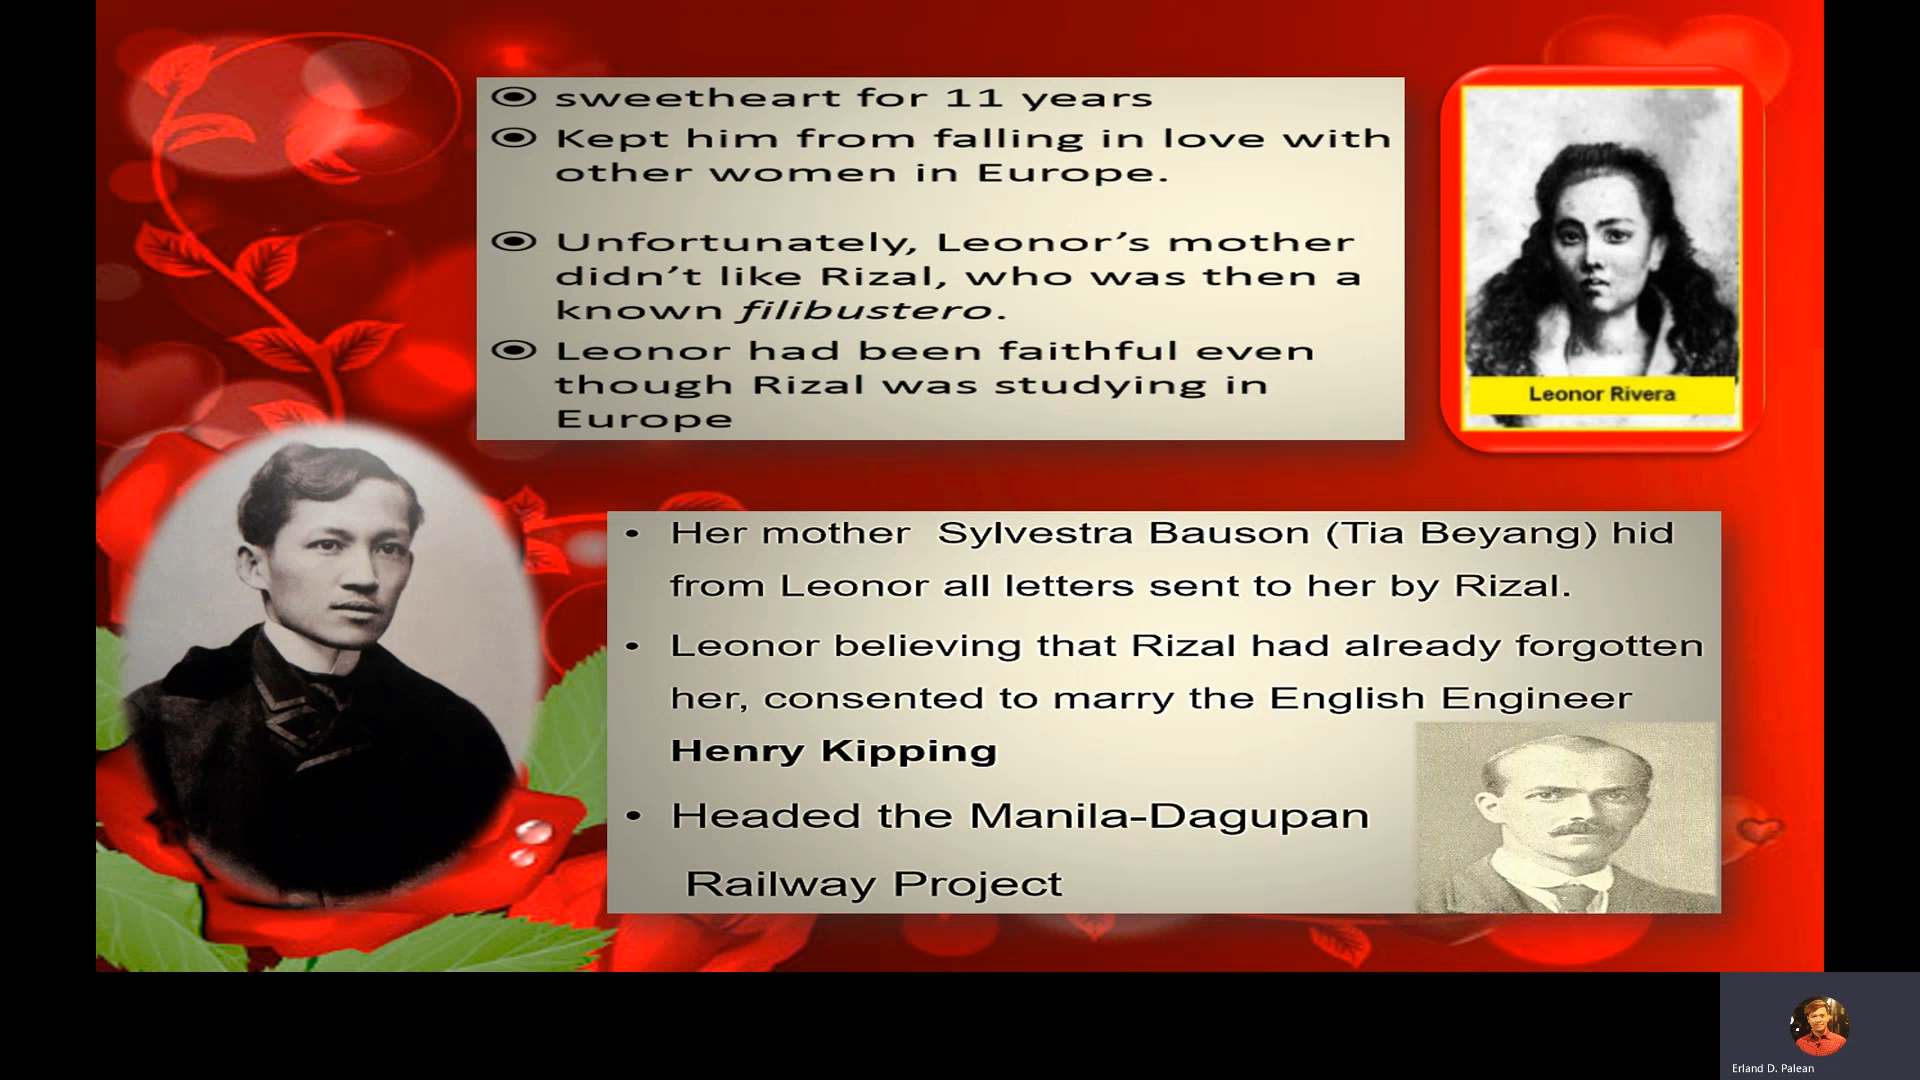 sweetheart for 11 years
Kept him from falling in love with
other women in Europe.
Unfortunately, Leonor’s mother
didn’t like Rizal, who was then a
known filibustero.
Leonor had been faithful even
though Rizal was studying in
Europe
Leonor Rivera
• Her mother Sylvestra Bauson (Tia Beyang) hid
from Leonor all letters sent to her by Rizal.
• Leonor believing that Rizal had already forgotten
her, consented to marry the English Engineer
Henry Kipping
• Headed the Manila-Dagupan
Railway Project
Erland D. Palean